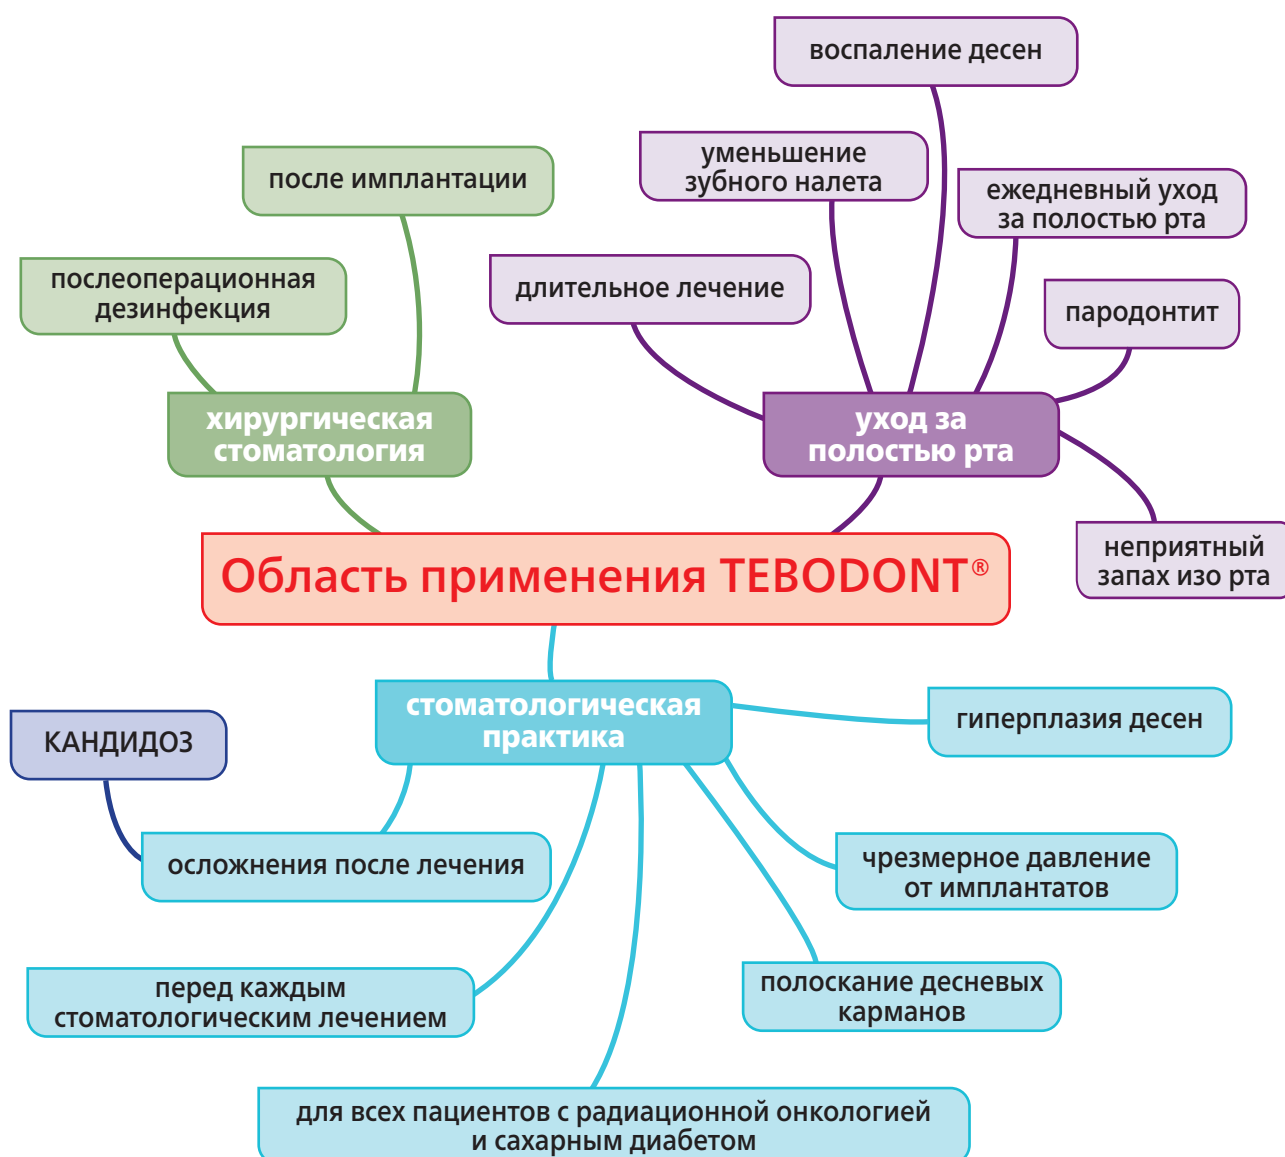 воспаление десен
уменьшение
зубного налета
после имплантации
ежедневный уход
за полостью рта
послеоперационная
дезинфекция
длительное лечение
пародонтит
хирургическая
стоматология
уход за
полостью рта
неприятный
запах изо рта
Область применения TEBODONT®
стоматологическая
практика
гиперплазия десен
КАНДИДОЗ
осложнения после лечения
чрезмерное давление
от имплантатов
перед каждым
стоматологическим лечением
полоскание десневых
карманов
для всех пациентов с радиационной онкологией
и сахарным диабетом